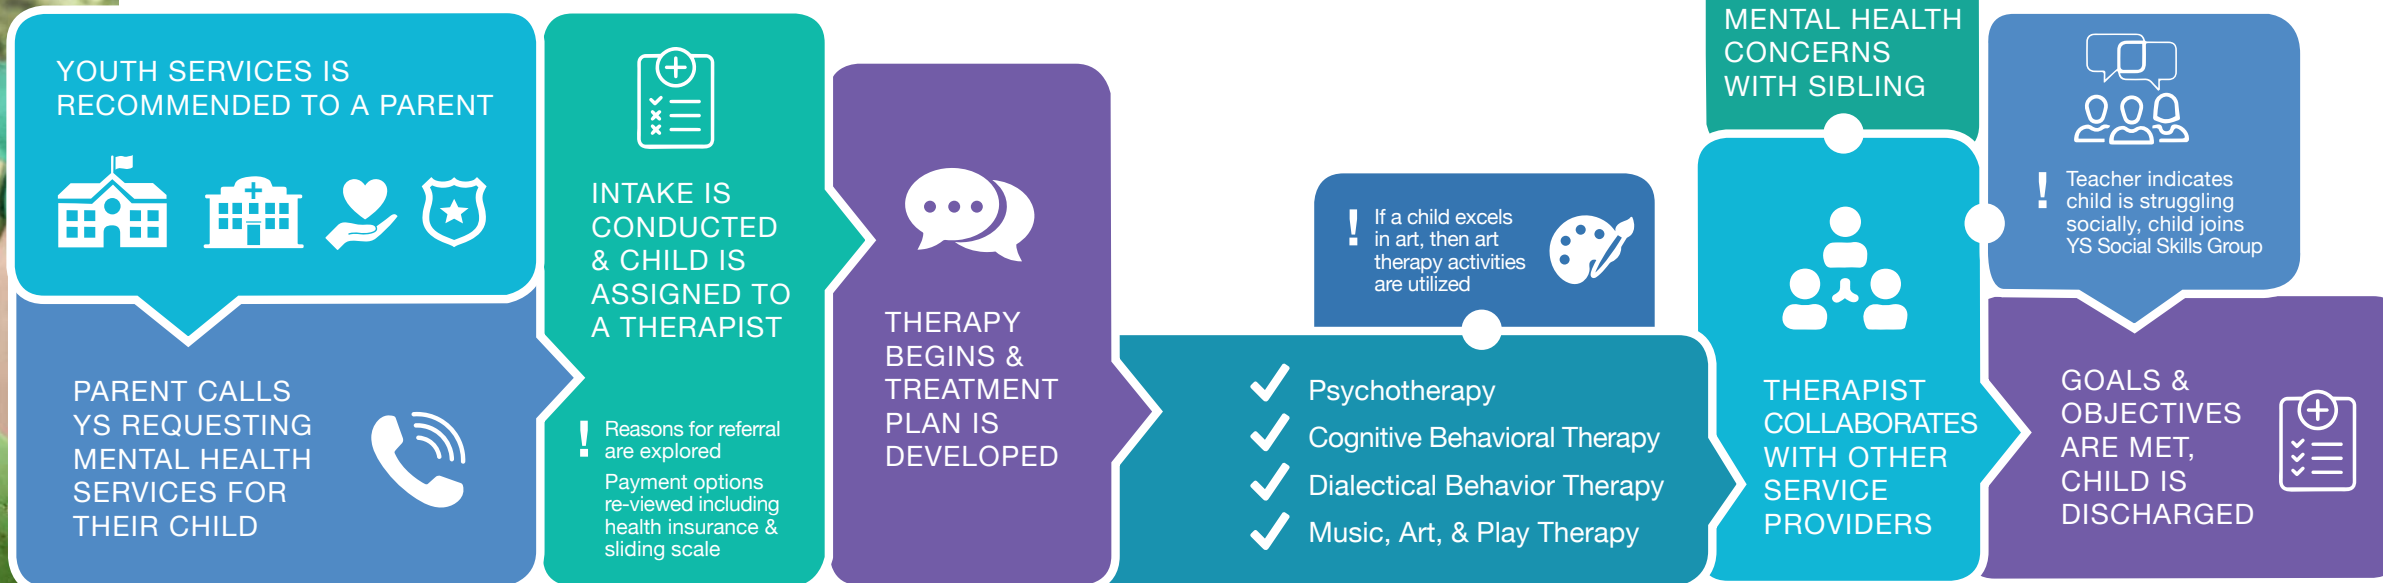 YOUTH SERVICES IS
RECOMMENDED TO A PARENT
PARENT CALLS
YS REQUESTING
MENTAL HEALTH
SERVICES FOR
THEIR CHILD
INTAKE IS
CONDUCTED
& CHILD IS
ASSIGNED TO
A THERAPIST
! Reasons for referral
are explored
Payment options
re-viewed including
health insurance &
sliding scale
THERAPY
BEGINS &
TREATMENT
PLAN IS
DEVELOPED
! If a child excels
in art, then art
therapy activities
are utilized
Psychotherapy
Cognitive Behavioral Therapy
Dialectical Behavior Therapy
Music, Art, & Play Therapy
MENTAL HEALTH
CONCERNS
WITH SIBLING
THERAPIST
COLLABORATES
WITH OTHER
SERVICE
PROVIDERS
! Teacher indicates
child is struggling
socially, child joins
YS Social Skills Group
GOALS &
OBJECTIVES
ARE MET,
CHILD IS
DISCHARGED